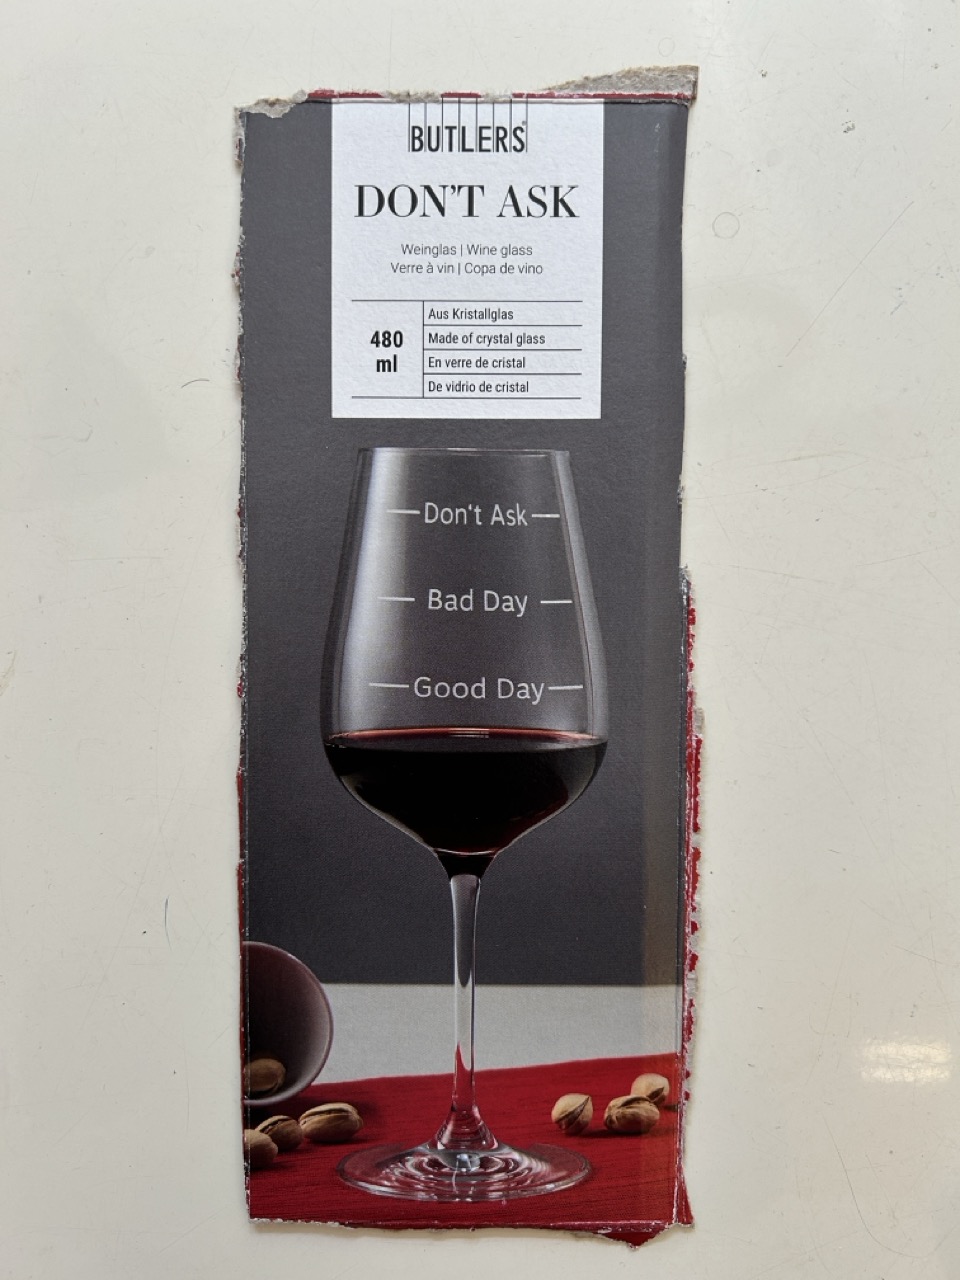 BUTLERS®
DON'T ASK
Weinglas | Wine glass
Verre à vin | Copa de vino
480
ml
Aus Kristallglas
Made of crystal glass
En verre de cristal
De vidrio de cristal
Don't Ask
Bad Day
Good Day